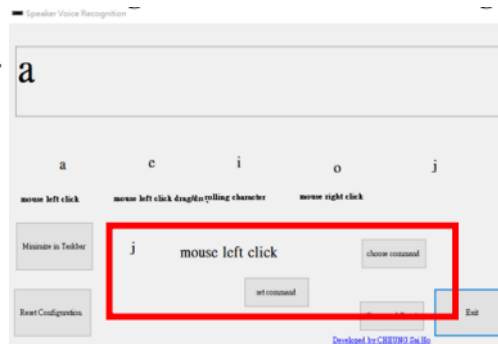 Speaker Voice Recognition
a
a e i o j
mouse left click mouse left click drag/dn rolling character mouse right click
Minimize in Taskbar
j mouse left click choose command
set command
Reset Configuration
Exit
Developed by CHEUNG Sai Ho